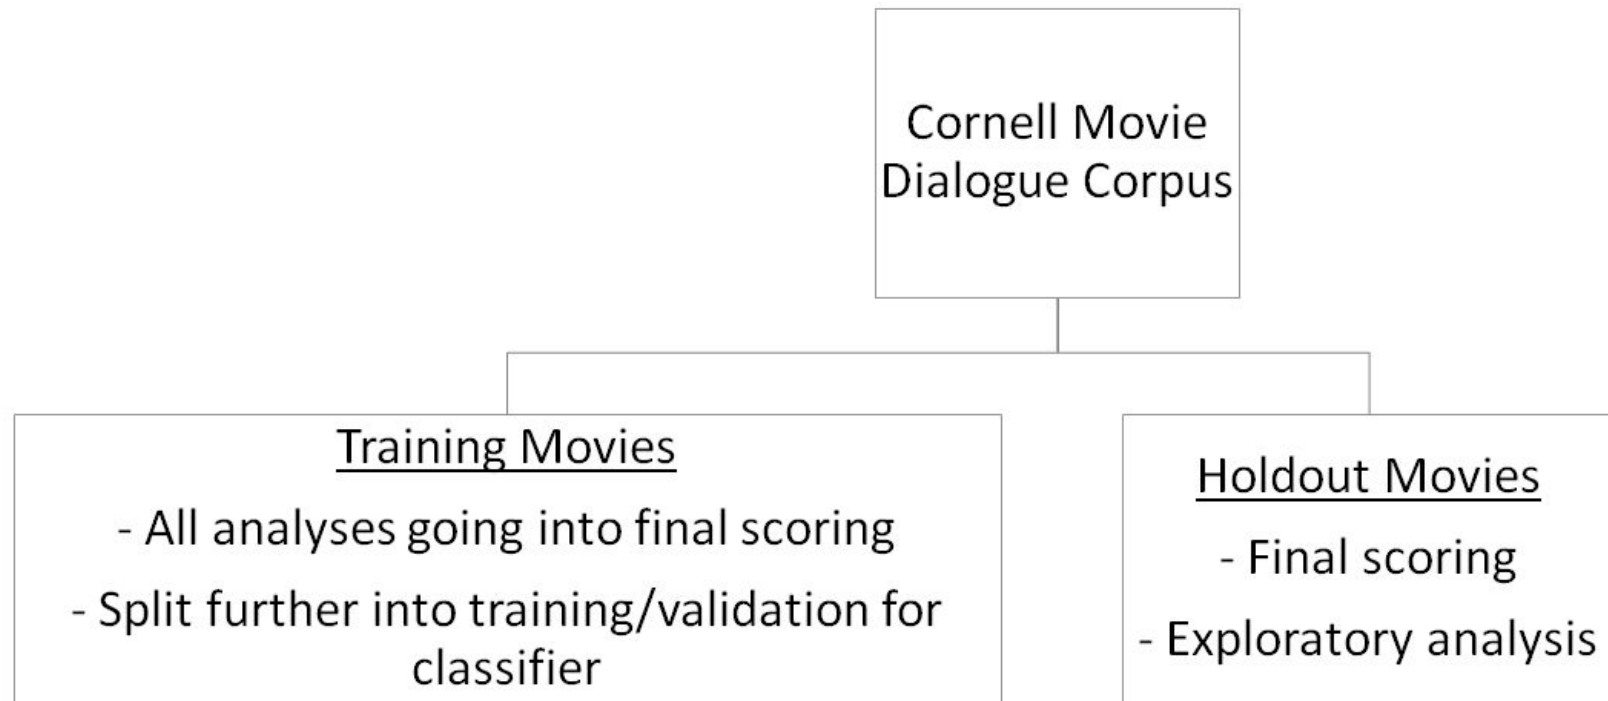 Cornell Movie
Dialogue Corpus
Training Movies
- All analyses going into final scoring
- Split further into training/validation for
classifier
Holdout Movies
- Final scoring
- Exploratory analysis